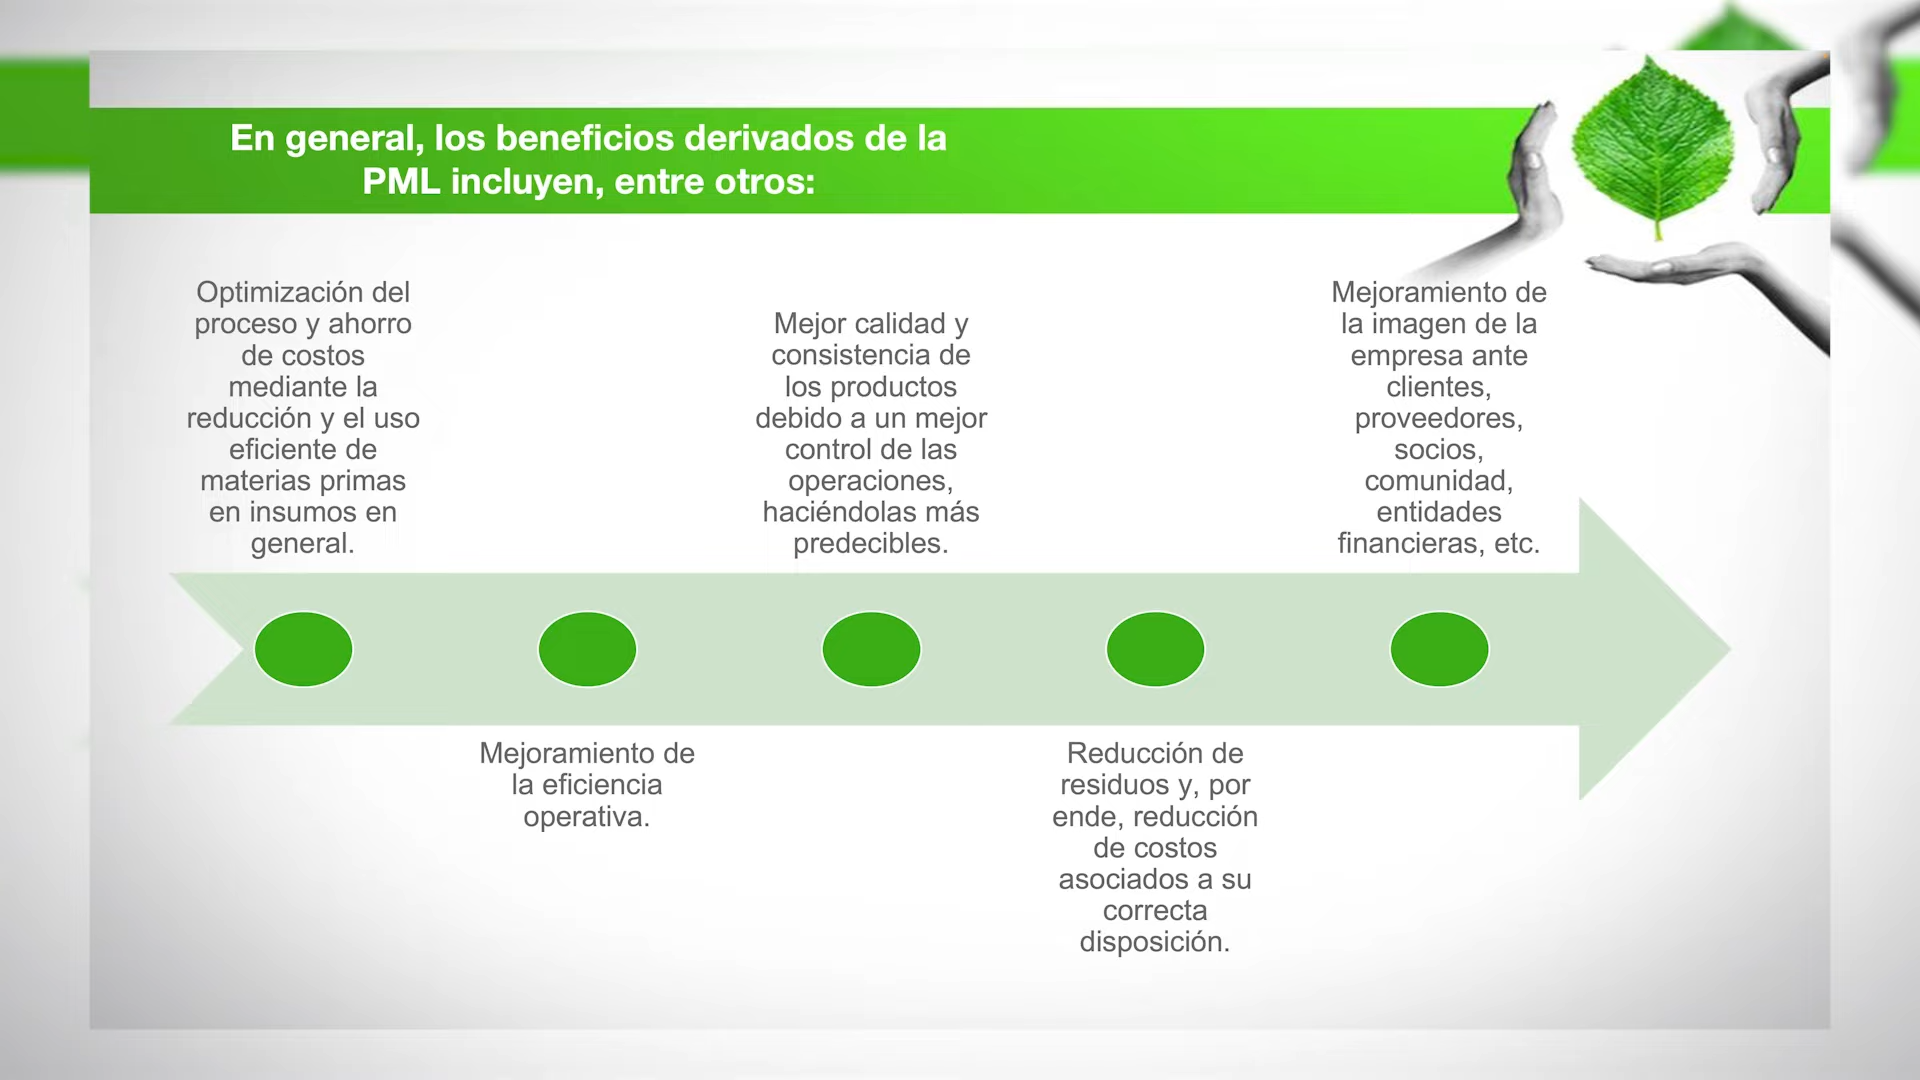 En general, los beneficios derivados de la
PML incluyen, entre otros:
Optimización del
proceso y ahorro
de costos
mediante la
reducción y el uso
eficiente de
materias primas
en insumos en
general.
Mejoramiento de
la eficiencia
operativa.
Mejor calidad y
consistencia de
los productos
debido a un mejor
control de las
operaciones,
haciéndolas más
predecibles.
Reducción de
residuos y, por
ende, reducción
de costos
asociados a su
correcta
disposición.
Mejoramiento de
la imagen de la
empresa ante
clientes,
proveedores,
socios,
comunidad,
entidades
financieras, etc.